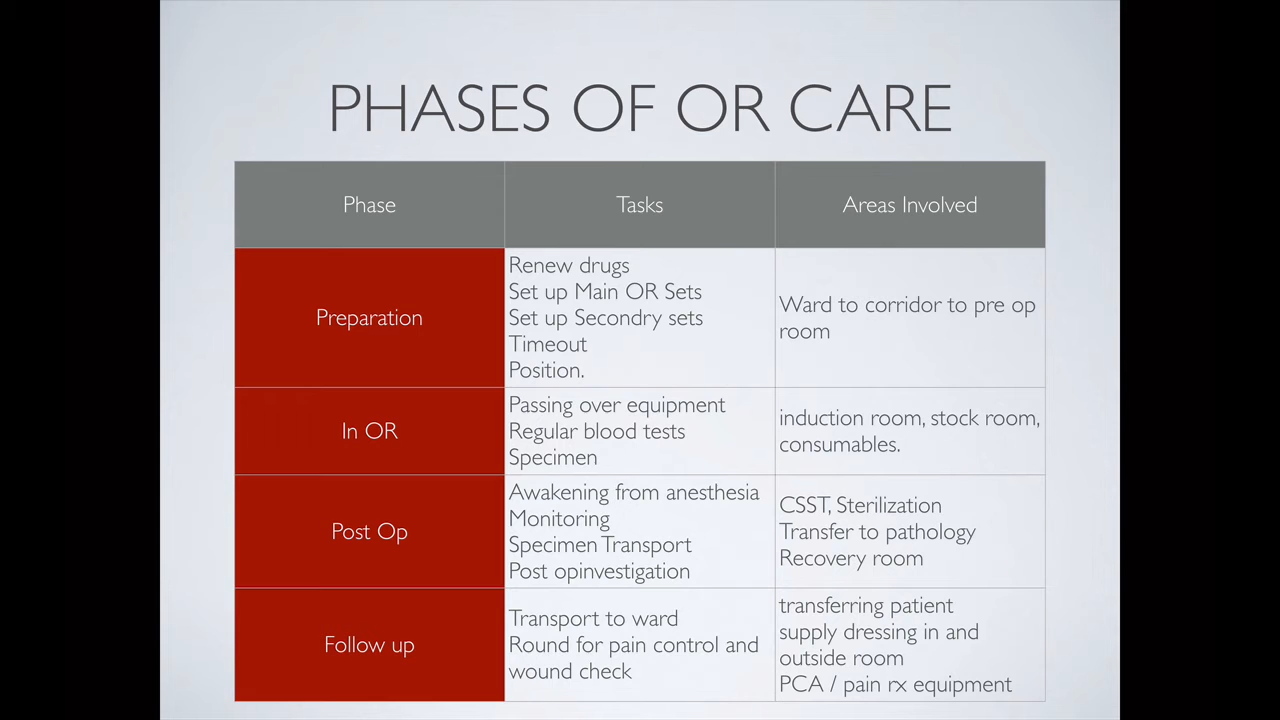 PHASES OF OR CARE
Phase
Tasks
Areas Involved
Preparation
Renew drugs
Set up Main OR Sets
Set up Secondry sets
Timeout
Position.
Ward to corridor to pre op
room
In OR
Passing over equipment
Regular blood tests
Specimen
induction room, stock room,
consumables.
Post Op
Awakening from anesthesia
Monitoring
Specimen Transport
Post opinvestigation
CSST, Sterilization
Transfer to pathology
Recovery room
Follow up
Transport to ward
Round for pain control and
wound check
transferring patient
supply dressing in and
outside room
PCA / pain rx equipment